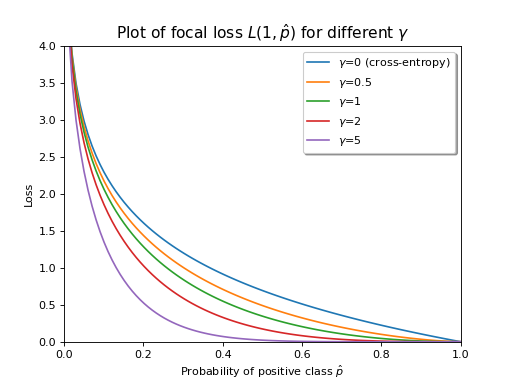 Plot of focal loss L(1, p̂) for different γ
4.0
3.5
3.0
2.5
2.0
1.5
1.0
0.5
0.0
Loss
γ=0 (cross-entropy)
γ=0.5
γ=1
γ=2
γ=5
0.0 0.2 0.4 0.6 0.8 1.0
Probability of positive class p̂